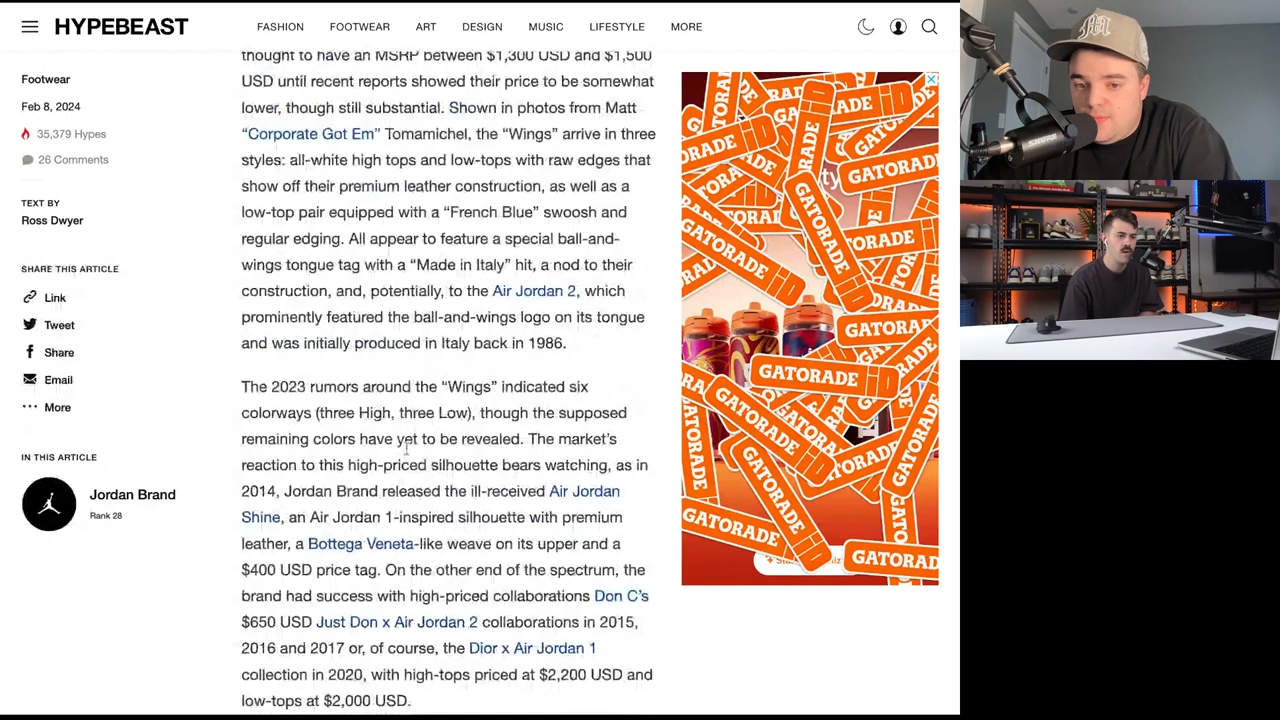 HYPEBEAST
FASHION FOOTWEAR ART DESIGN MUSIC LIFESTYLE MORE
Footwear
Feb 8, 2024
35,379 Hypes
26 Comments
TEXT BY
Ross Dwyer
SHARE THIS ARTICLE
Link
Tweet
Share
Email
More
IN THIS ARTICLE
Jordan Brand
Rank 28
thought to have an MSRP between $1,300 USD and $1,500
USD until recent reports showed their price to be somewhat
lower, though still substantial. Shown in photos from Matt
“Corporate Got Em” Tomamichel, the “Wings” arrive in three
styles: all-white high tops and low-tops with raw edges that
show off their premium leather construction, as well as a
low-top pair equipped with a “French Blue” swoosh and
regular edging. All appear to feature a special ball-and-
wings tongue tag with a “Made in Italy” hit, a nod to their
construction, and, potentially, to the Air Jordan 2, which
prominently featured the ball-and-wings logo on its tongue
and was initially produced in Italy back in 1986.
The 2023 rumors around the “Wings” indicated six
colorways (three High, three Low), though the supposed
remaining colors have yet to be revealed. The market’s
reaction to this high-priced silhouette bears watching, as in
2014, Jordan Brand released the ill-received Air Jordan
Shine, an Air Jordan 1-inspired silhouette with premium
leather, a Bottega Veneta-like weave on its upper and a
$400 USD price tag. On the other end of the spectrum, the
brand had success with high-priced collaborations Don C’s
$650 USD Just Don x Air Jordan 2 collaborations in 2015,
2016 and 2017 or, of course, the Dior x Air Jordan 1
collection in 2020, with high-tops priced at $2,200 USD and
low-tops at $2,000 USD.
GATORADE iD
GATORADE
GATORADE
GATORADE
GATORADE
GATORADE iD
GATORADE
GATORADE
SHURE